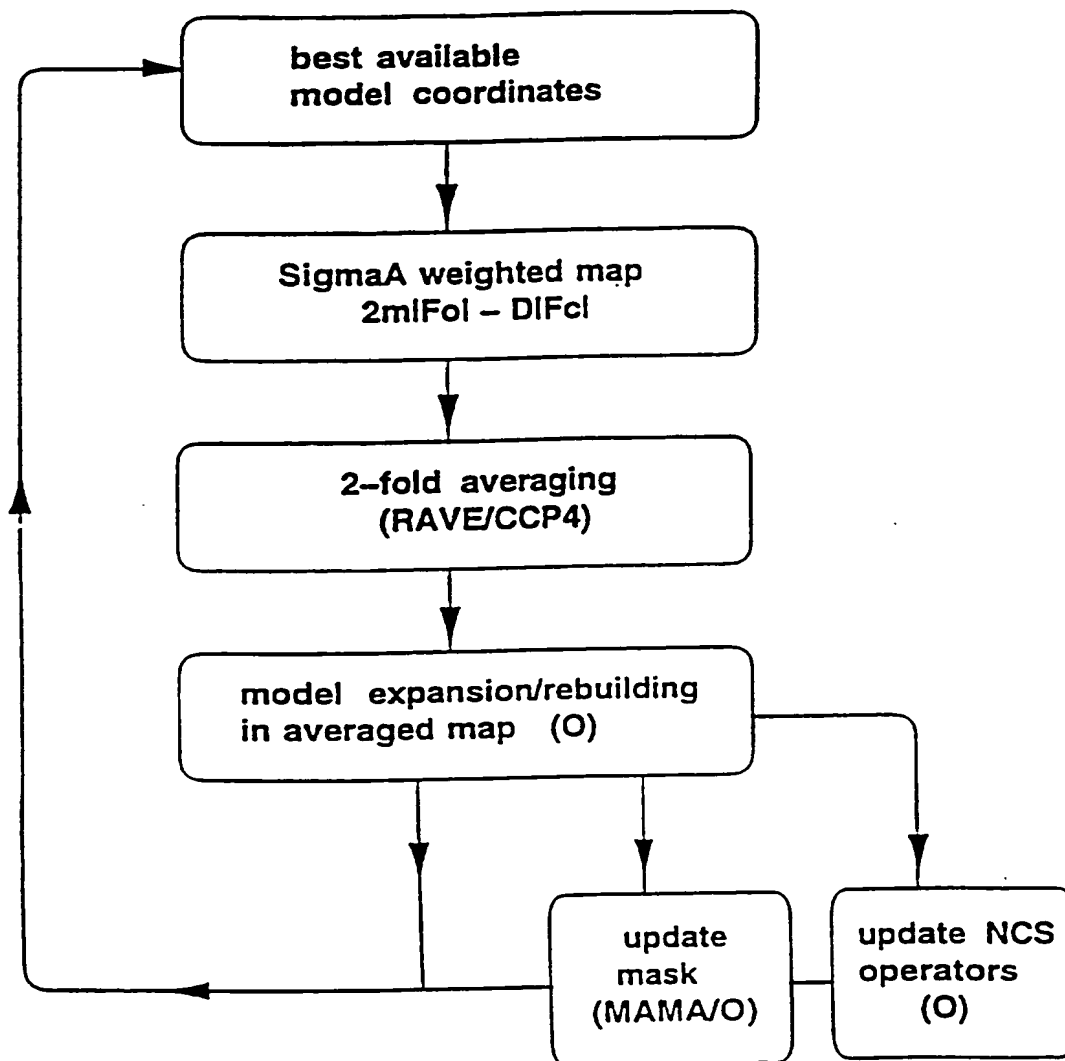 best available
model coordinates
SigmaA weighted map
2m|Fo| – D|Fc|
2–fold averaging
(RAVE/CCP4)
model expansion/rebuilding
in averaged map (O)
update
mask
(MAMA/O)
update NCS
operators
(O)